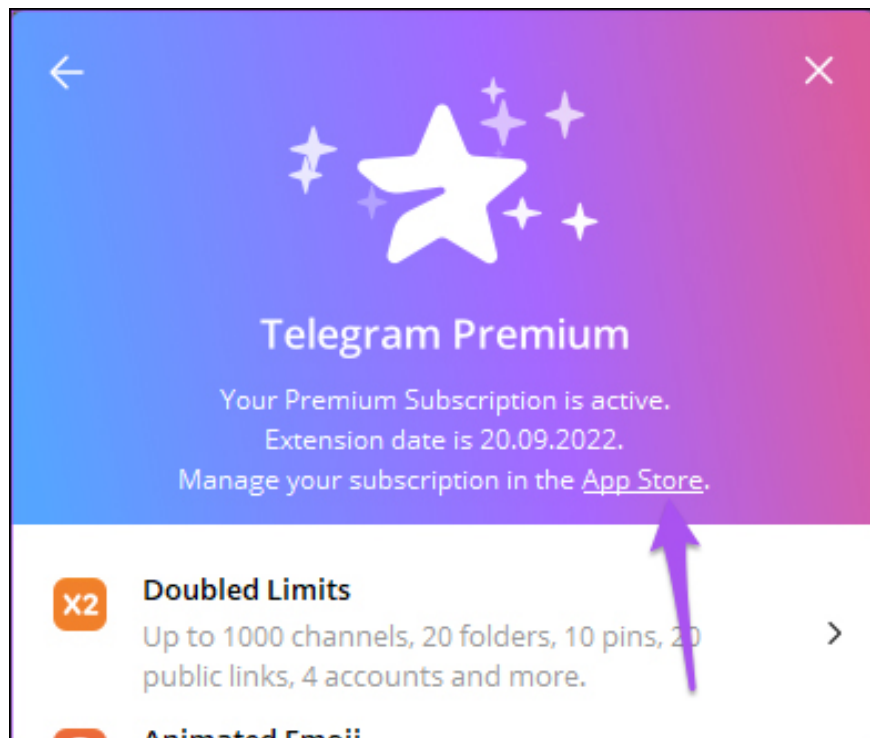 Telegram Premium
Your Premium Subscription is active.
Extension date is 20.09.2022.
Manage your subscription in the App Store.
X2
Doubled Limits
Up to 1000 channels, 20 folders, 10 pins, 20
public links, 4 accounts and more.
Animated Emoji